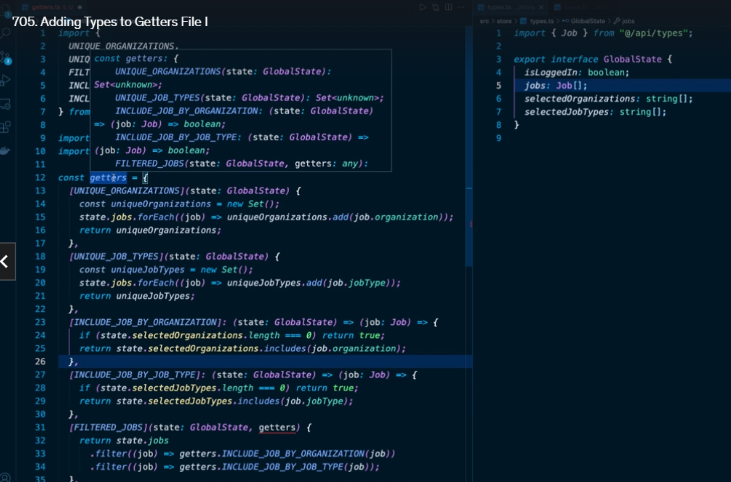 705. Adding Types to Getters File I
1 import {
2 UNIQUE_ORGANIZATIONS,
3 UNIQ
4 FILT
5 INCL
6 INCL
7 } from
8
9 import
10 import
11
const getters: {
UNIQUE_ORGANIZATIONS(state: GlobalState):
Set<unknown>;
UNIQUE_JOB_TYPES(state: GlobalState): Set<unknown>;
INCLUDE_JOB_BY_ORGANIZATION: (state: GlobalState)
=> (job: Job) => boolean;
INCLUDE_JOB_BY_JOB_TYPE: (state: GlobalState) =>
(job: Job) => boolean;
FILTERED_JOBS(state: GlobalState, getters: any):
12 const getters = {
13 [UNIQUE_ORGANIZATIONS](state: GlobalState) {
14 const uniqueOrganizations = new Set();
15 state.jobs.forEach((job) => uniqueOrganizations.add(job.organization));
16 return uniqueOrganizations;
17 },
18 [UNIQUE_JOB_TYPES](state: GlobalState) {
19 const uniqueJobTypes = new Set();
20 state.jobs.forEach((job) => uniqueJobTypes.add(job.jobType));
21 return uniqueJobTypes;
22 },
23 [INCLUDE_JOB_BY_ORGANIZATION]: (state: GlobalState) => (job: Job) => {
24 if (state.selectedOrganizations.length === 0) return true;
25 return state.selectedOrganizations.includes(job.organization);
26 },
27 [INCLUDE_JOB_BY_JOB_TYPE]: (state: GlobalState) => (job: Job) => {
28 if (state.selectedJobTypes.length === 0) return true;
29 return state.selectedJobTypes.includes(job.jobType);
30 },
31 [FILTERED_JOBS](state: GlobalState, getters) {
32 return state.jobs
33 .filter((job) => getters.INCLUDE_JOB_BY_ORGANIZATION(job))
34 .filter((job) => getters.INCLUDE_JOB_BY_JOB_TYPE(job));
35 },
src > store > types.ts > GlobalState > jobs
1 import { Job } from "@/api/types";
2
3 export interface GlobalState {
4 isLoggedIn: boolean;
5 jobs: Job[];
6 selectedOrganizations: string[];
7 selectedJobTypes: string[];
8 }
9